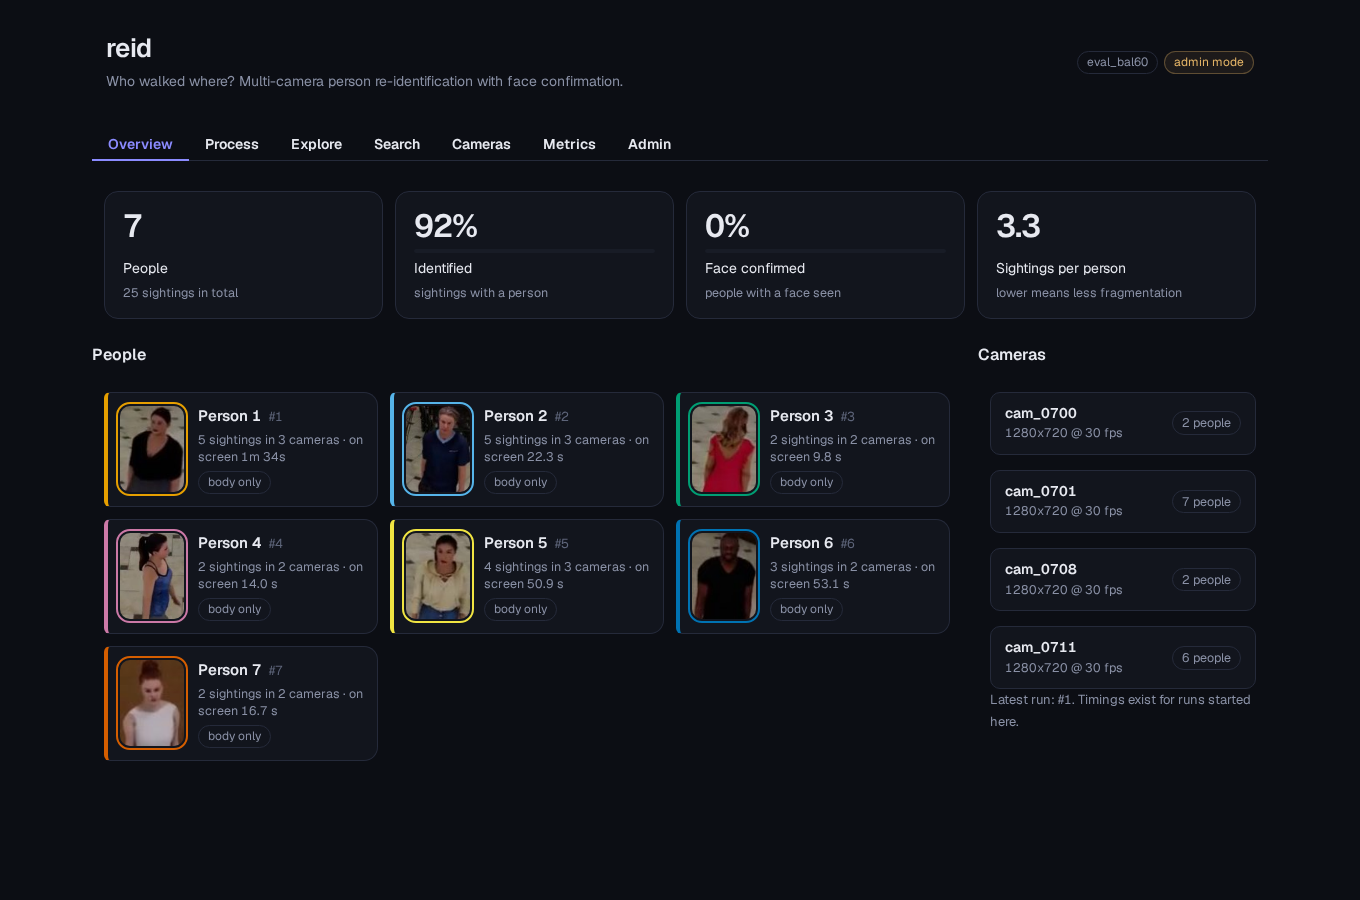 reid
Who walked where? Multi-camera person re-identification with face confirmation.
eval_bal60
admin mode
Overview
Process
Explore
Search
Cameras
Metrics
Admin
7
People
25 sightings in total
92%
Identified
sightings with a person
0%
Face confirmed
people with a face seen
3.3
Sightings per person
lower means less fragmentation
People
Person 1 #1
5 sightings in 3 cameras · on
screen 1m 34s
body only
Person 2 #2
5 sightings in 3 cameras · on
screen 22.3 s
body only
Person 3 #3
2 sightings in 2 cameras · on
screen 9.8 s
body only
Person 4 #4
2 sightings in 2 cameras · on
screen 14.0 s
body only
Person 5 #5
4 sightings in 3 cameras · on
screen 50.9 s
body only
Person 6 #6
3 sightings in 2 cameras · on
screen 53.1 s
body only
Person 7 #7
2 sightings in 2 cameras · on
screen 16.7 s
body only
Cameras
cam_0700
1280x720 @ 30 fps
2 people
cam_0701
1280x720 @ 30 fps
7 people
cam_0708
1280x720 @ 30 fps
2 people
cam_0711
1280x720 @ 30 fps
6 people
Latest run: #1. Timings exist for runs started
here.